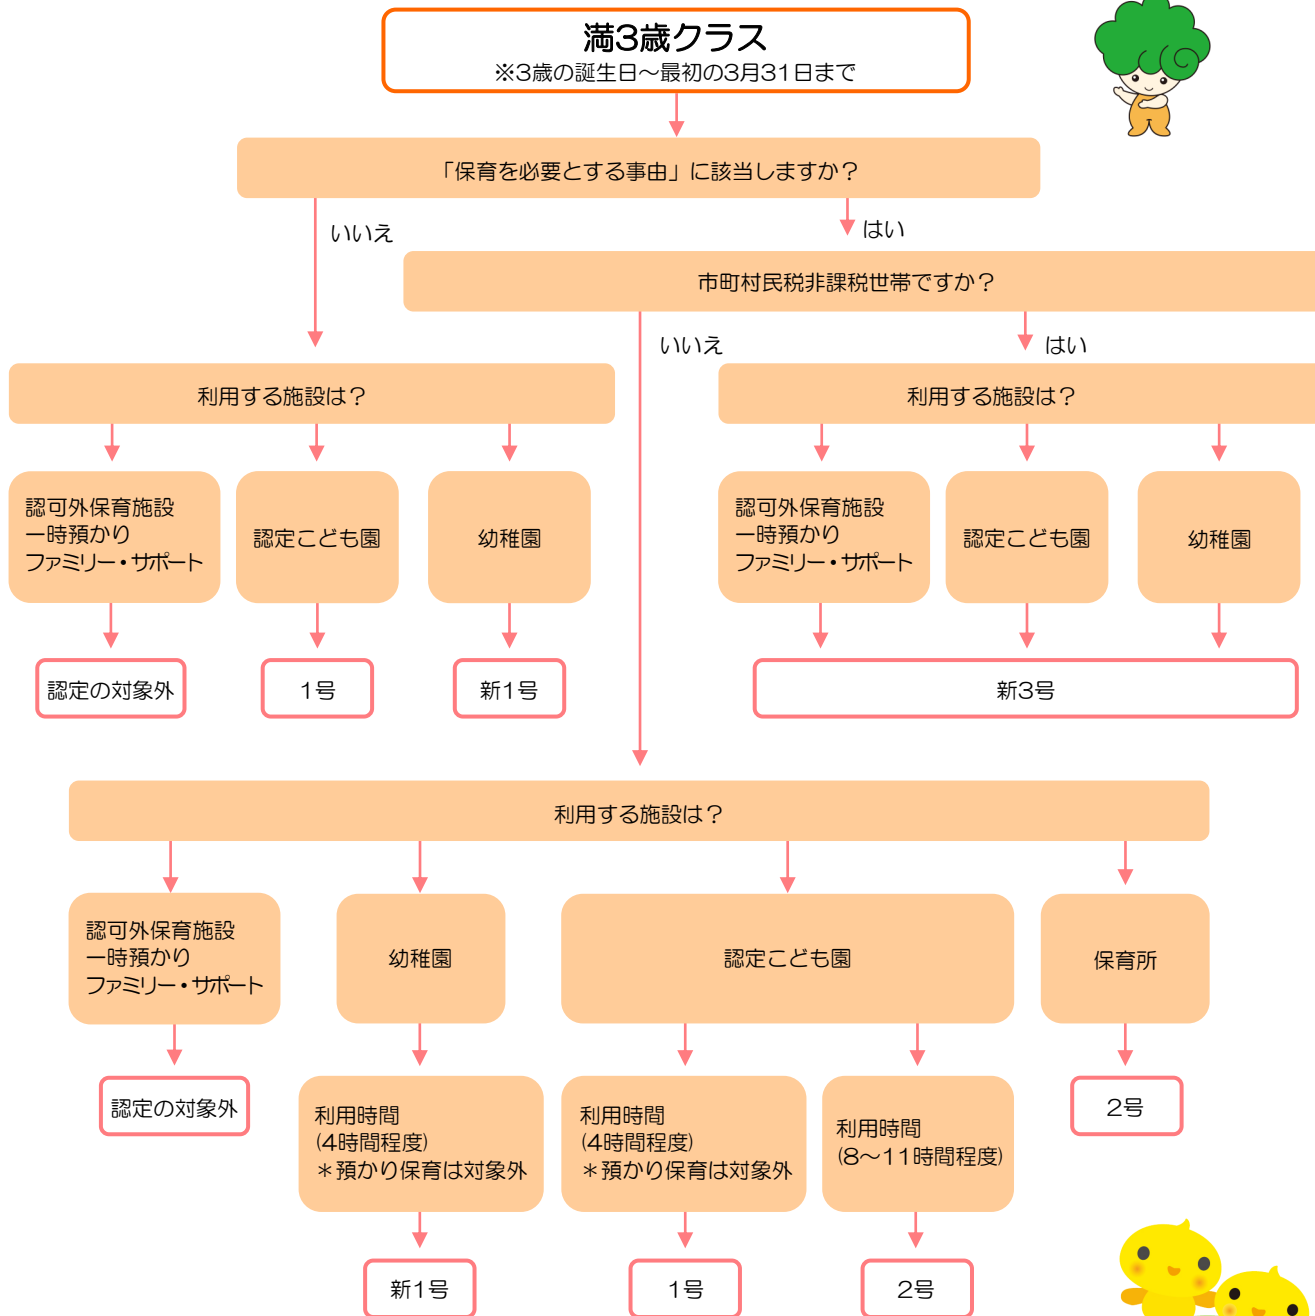 満3歳クラス
※3歳の誕生日～最初の3月31日まで
「保育を必要とする事由」に該当しますか？
いいえ
はい
市町村民税非課税世帯ですか？
いいえ
はい
利用する施設は？
利用する施設は？
認可外保育施設
一時預かり
ファミリー・サポート
認定こども園
幼稚園
認可外保育施設
一時預かり
ファミリー・サポート
認定こども園
幼稚園
認定の対象外
1号
新1号
新3号
利用する施設は？
認可外保育施設
一時預かり
ファミリー・サポート
幼稚園
認定こども園
保育所
認定の対象外
利用時間
(4時間程度)
＊預かり保育は対象外
利用時間
(4時間程度)
＊預かり保育は対象外
利用時間
(8～11時間程度)
2号
新1号
1号
2号